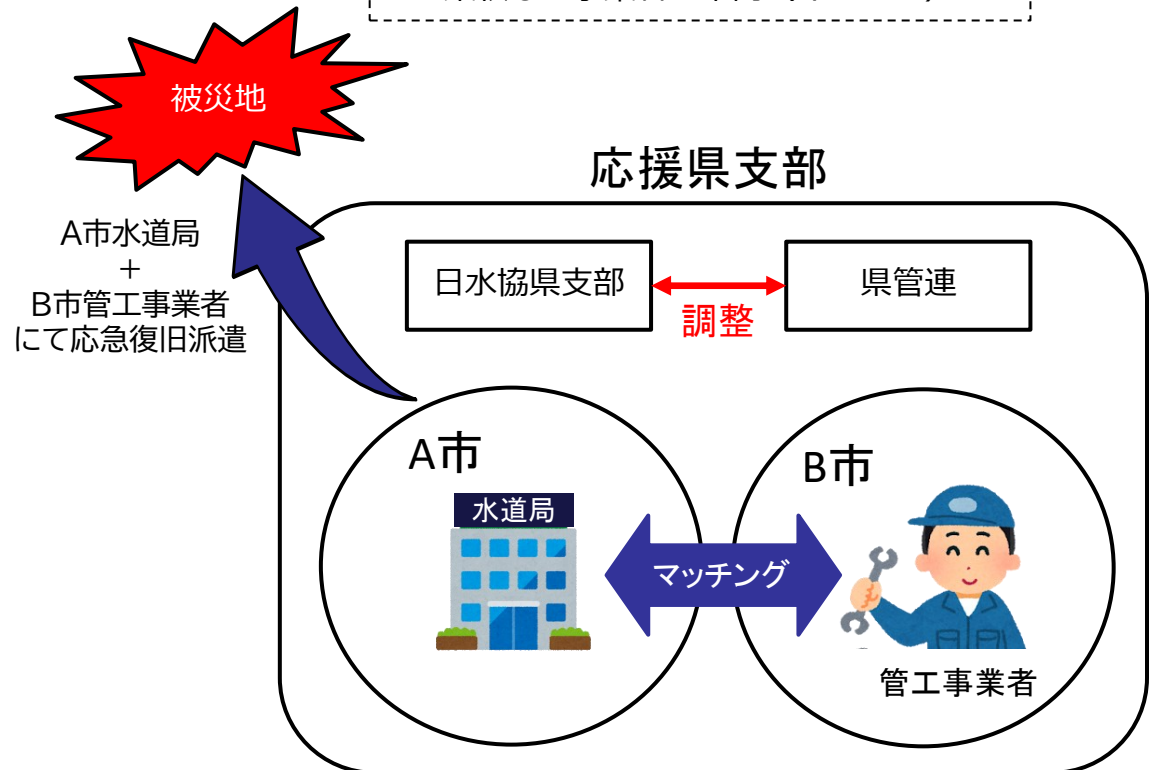 被災地
応援県支部
A市水道局
+
B市管工事業者
にて応急復旧派遣
日水協県支部
県管連
調整
A市
B市
水道局
マッチング
管工事業者